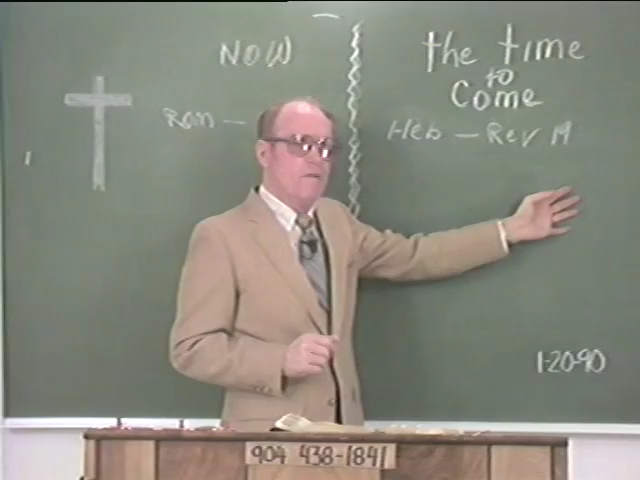 NOW
the time
to
Come
Rom —
Heb — Rev
1-20-90
904 438-1841